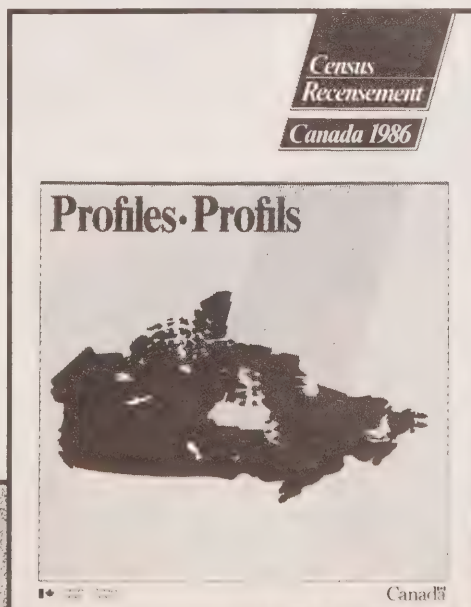 Census
Recensement
Canada 1986
Profiles • Profils
Canada